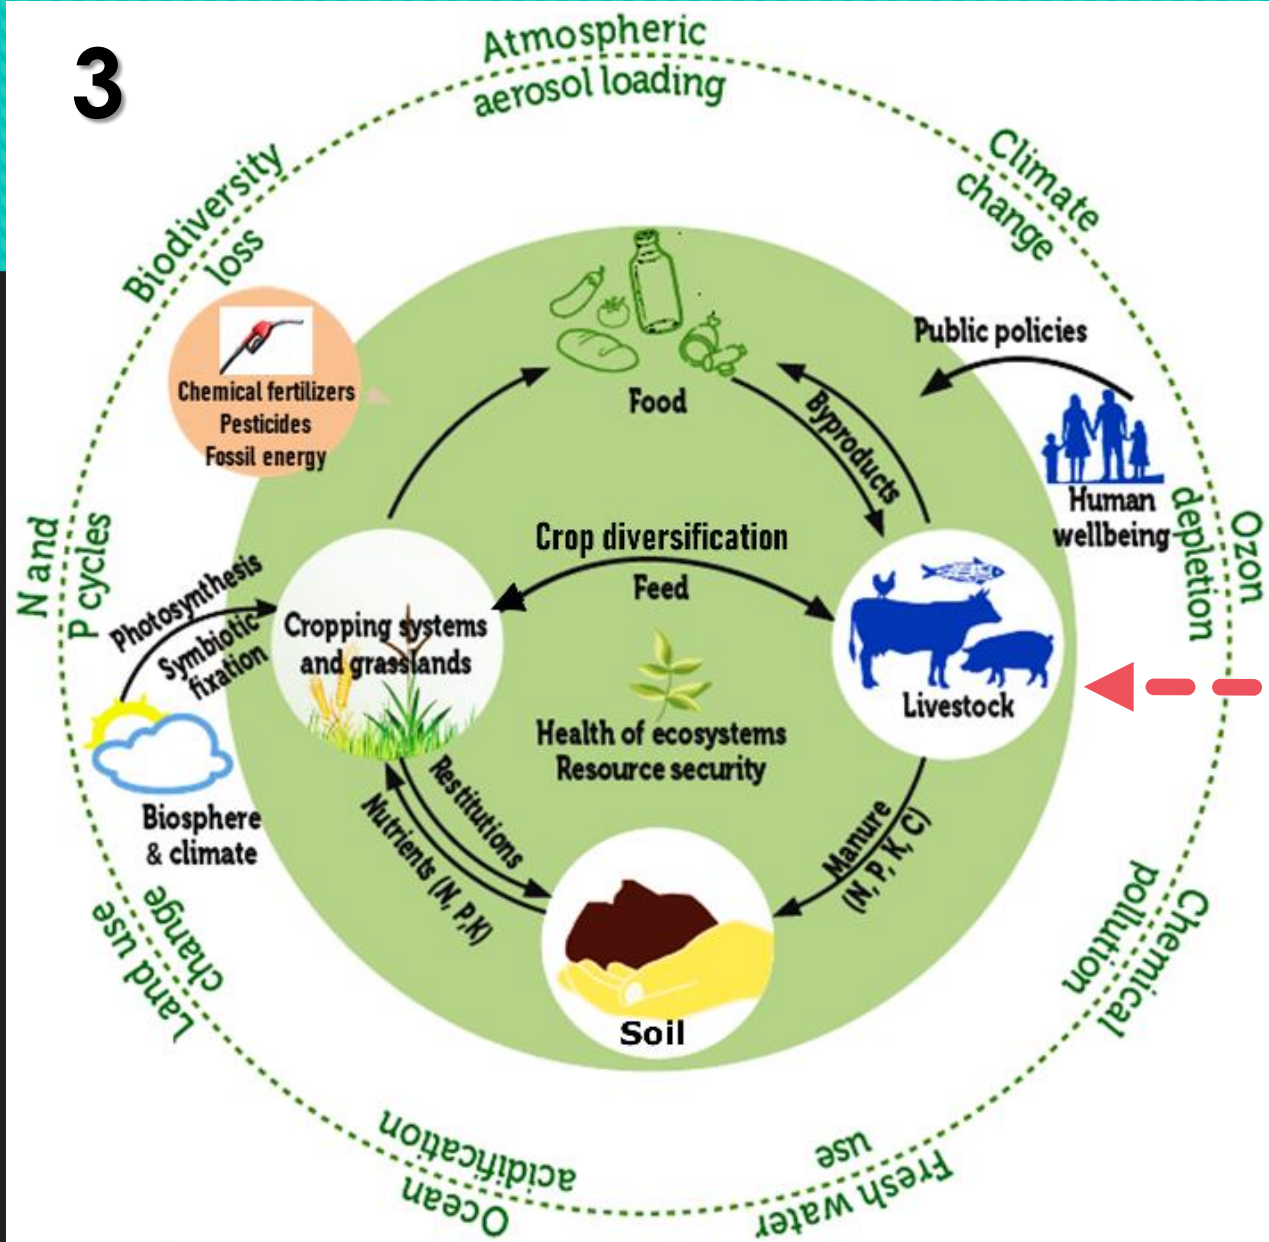 3
Atmospheric
aerosol loading
Biodiversity
loss
Climate
change
Chemical fertilizers
Pesticides
Fossil energy
Food
Public policies
Byproducts
Human
wellbeing
Ozon
depletion
N and
P cycles
Photosynthesis
Symbiotic
fixation
Crop diversification
Feed
Cropping systems
and grasslands
Livestock
Health of ecosystems
Resource security
Biosphere
& climate
Restitutions
Nutrients (N, P,K)
Manure
(N, P, K, C)
Soil
Land use
change
Chemical
pollution
Ocean
acidification
Fresh water
use